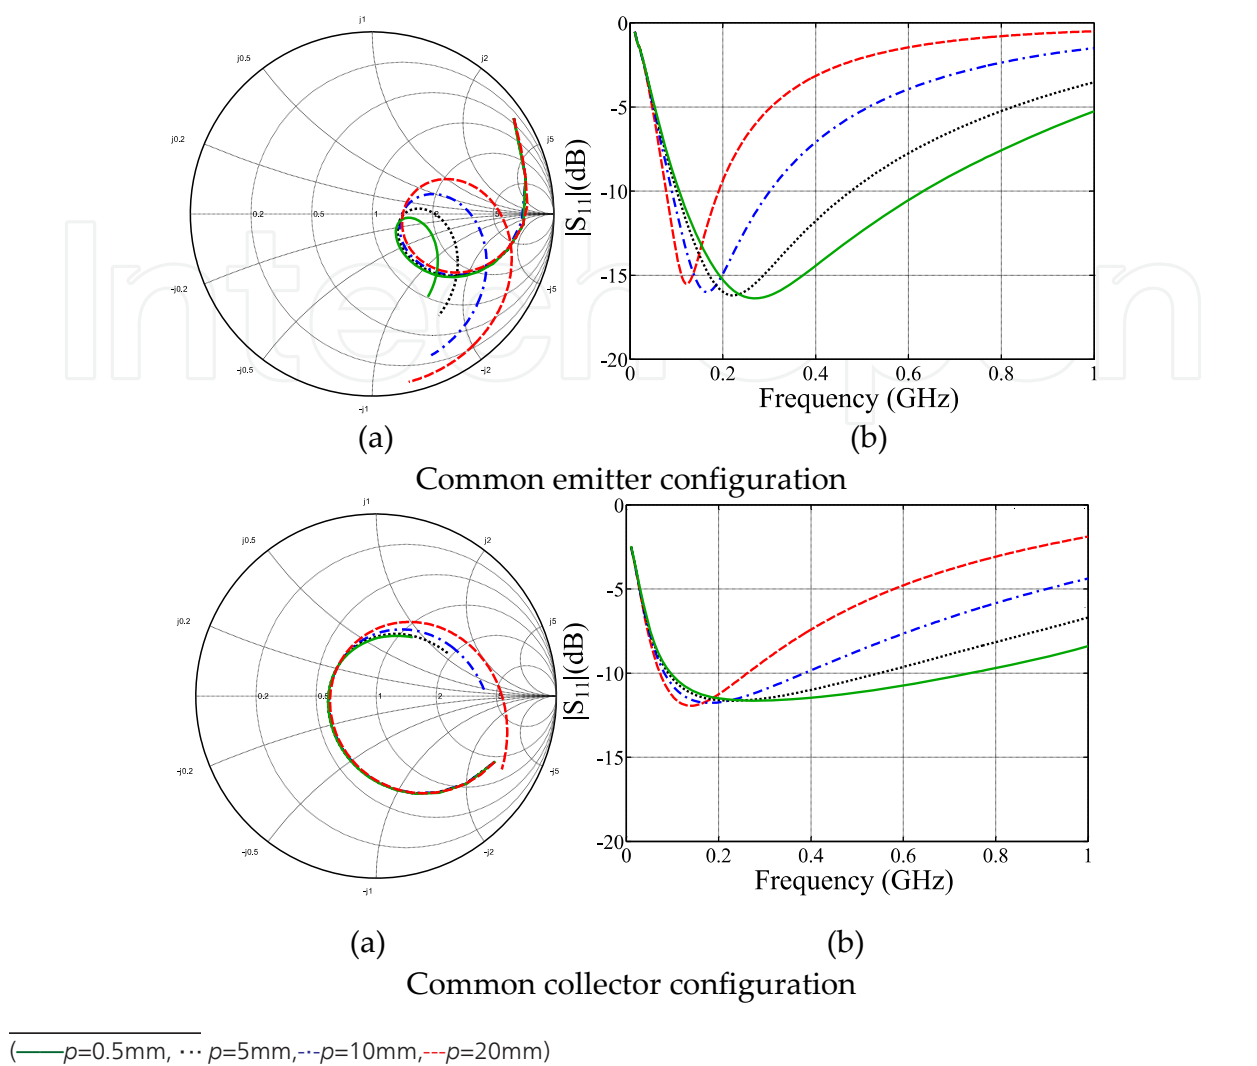 j1
j0.5
j2
j0.2
j5
0.2 0.5 1 2 5
-j0.2
-j5
-j0.5
-j2
-j1
0
-5
-10
-15
-20
|S11|(dB)
0 0.2 0.4 0.6 0.8 1
Frequency (GHz)
(a) (b)
Common emitter configuration
j1
j0.5
j2
j0.2
j5
0.2 0.5 1 2 5
-j0.2
-j5
-j0.5
-j2
-j1
0
-5
-10
-15
-20
|S11|(dB)
0 0.2 0.4 0.6 0.8 1
Frequency (GHz)
(a) (b)
Common collector configuration
(——p=0.5mm, ··· p=5mm,-·-p=10mm,---p=20mm)
IntechOpen